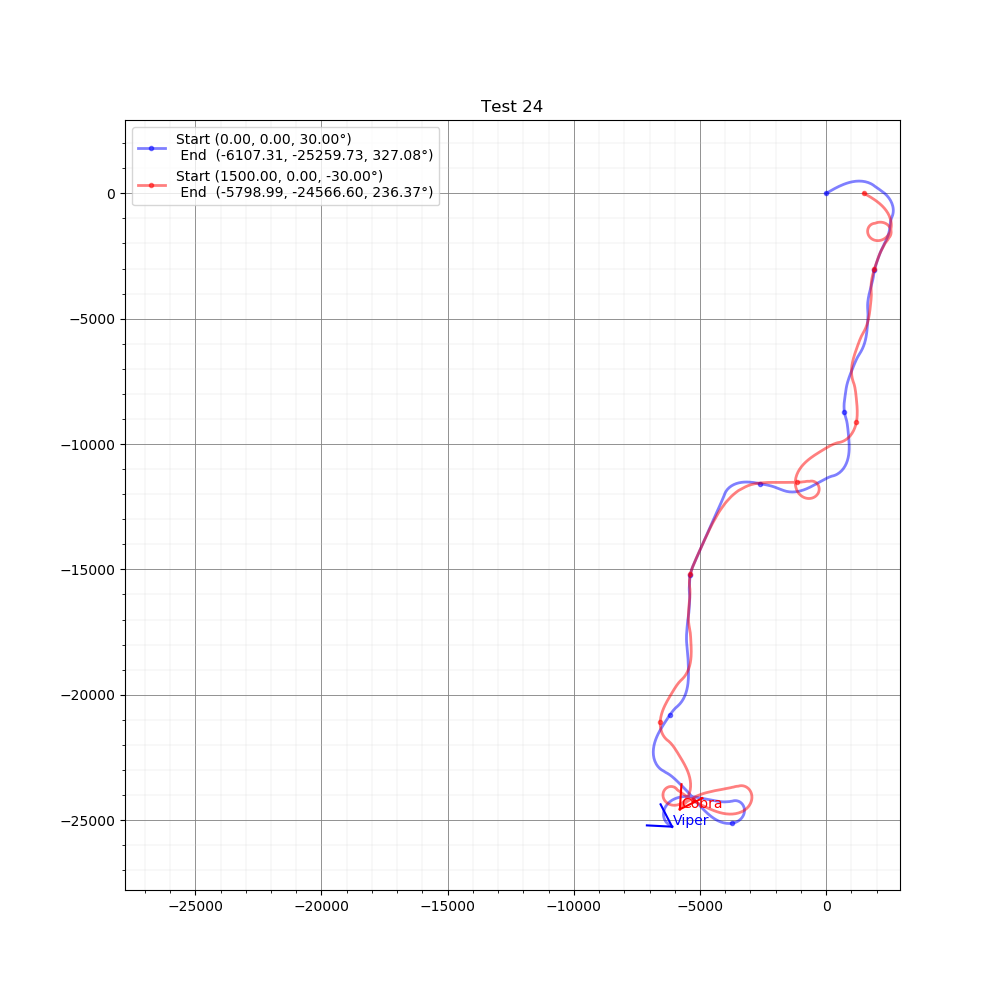 Test 24
Start (0.00, 0.00, 30.00°)
End  (-6107.31, -25259.73, 327.08°)
Start (1500.00, 0.00, -30.00°)
End  (-5798.99, -24566.60, 236.37°)
0
−5000
−10000
−15000
−20000
−25000
Cobra
Viper
−25000
−20000
−15000
−10000
−5000
0